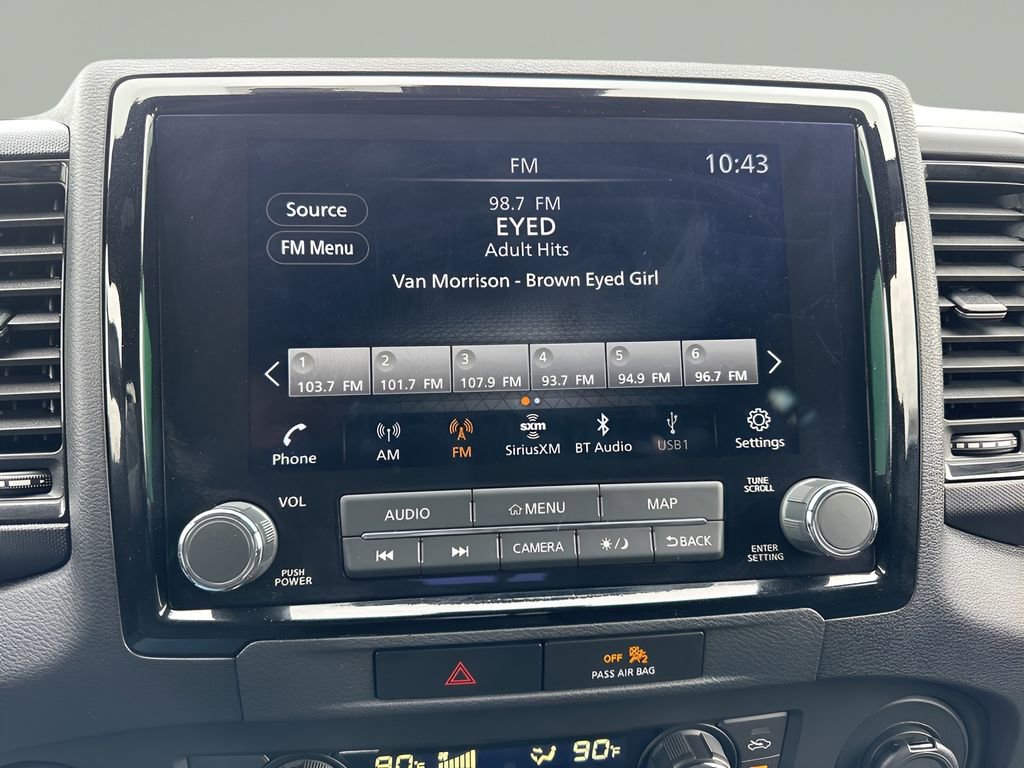 FM
10:43
Source
FM Menu
98.7 FM
EYED
Adult Hits
Van Morrison - Brown Eyed Girl
1
103.7 FM
2
101.7 FM
3
107.9 FM
4
93.7 FM
5
94.9 FM
6
96.7 FM
Phone
AM
FM
sxm
SiriusXM
BT Audio
USB1
Settings
VOL
PUSH
POWER
AUDIO
MENU
MAP
CAMERA
BACK
TUNE
SCROLL
ENTER
SETTING
OFF 2
PASS AIR BAG
90°F
90°F